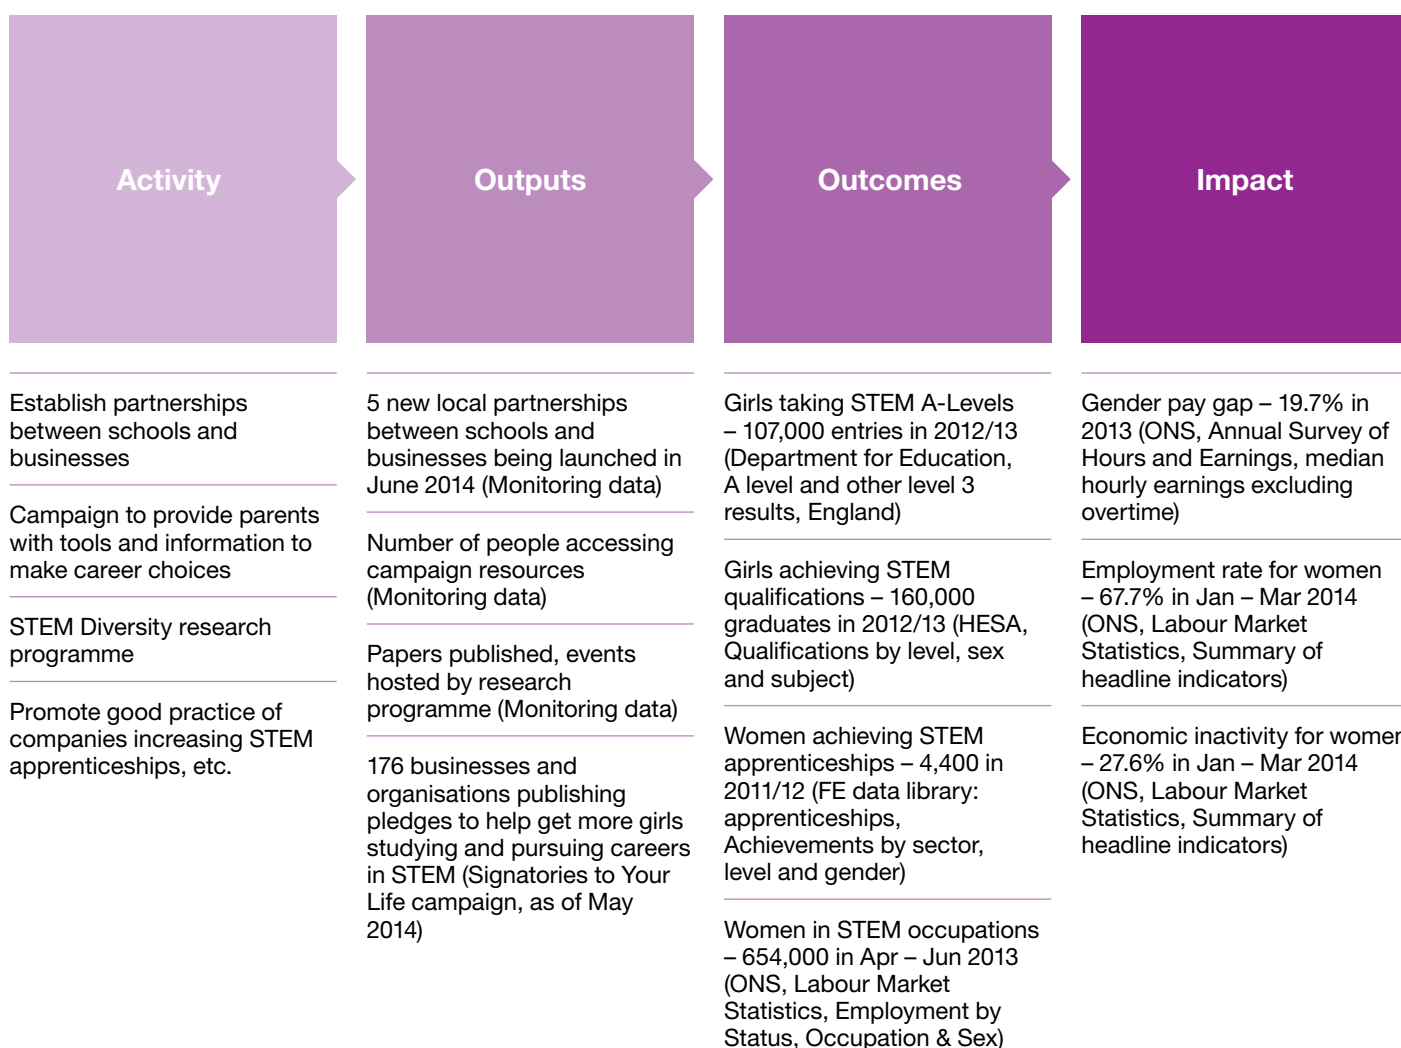 Activity
Outputs
Outcomes
Impact
Establish partnerships
between schools and
businesses
Campaign to provide parents
with tools and information to
make career choices
STEM Diversity research
programme
Promote good practice of
companies increasing STEM
apprenticeships, etc.
5 new local partnerships
between schools and
businesses being launched in
June 2014 (Monitoring data)
Number of people accessing
campaign resources
(Monitoring data)
Papers published, events
hosted by research
programme (Monitoring data)
176 businesses and
organisations publishing
pledges to help get more girls
studying and pursuing careers
in STEM (Signatories to Your
Life campaign, as of May
2014)
Girls taking STEM A-Levels
– 107,000 entries in 2012/13
(Department for Education,
A level and other level 3
results, England)
Girls achieving STEM
qualifications – 160,000
graduates in 2012/13 (HESA,
Qualifications by level, sex
and subject)
Women achieving STEM
apprenticeships – 4,400 in
2011/12 (FE data library:
apprenticeships,
Achievements by sector,
level and gender)
Women in STEM occupations
– 654,000 in Apr – Jun 2013
(ONS, Labour Market
Statistics, Employment by
Status, Occupation & Sex)
Gender pay gap – 19.7% in
2013 (ONS, Annual Survey of
Hours and Earnings, median
hourly earnings excluding
overtime)
Employment rate for women
– 67.7% in Jan – Mar 2014
(ONS, Labour Market
Statistics, Summary of
headline indicators)
Economic inactivity for women
– 27.6% in Jan – Mar 2014
(ONS, Labour Market
Statistics, Summary of
headline indicators)